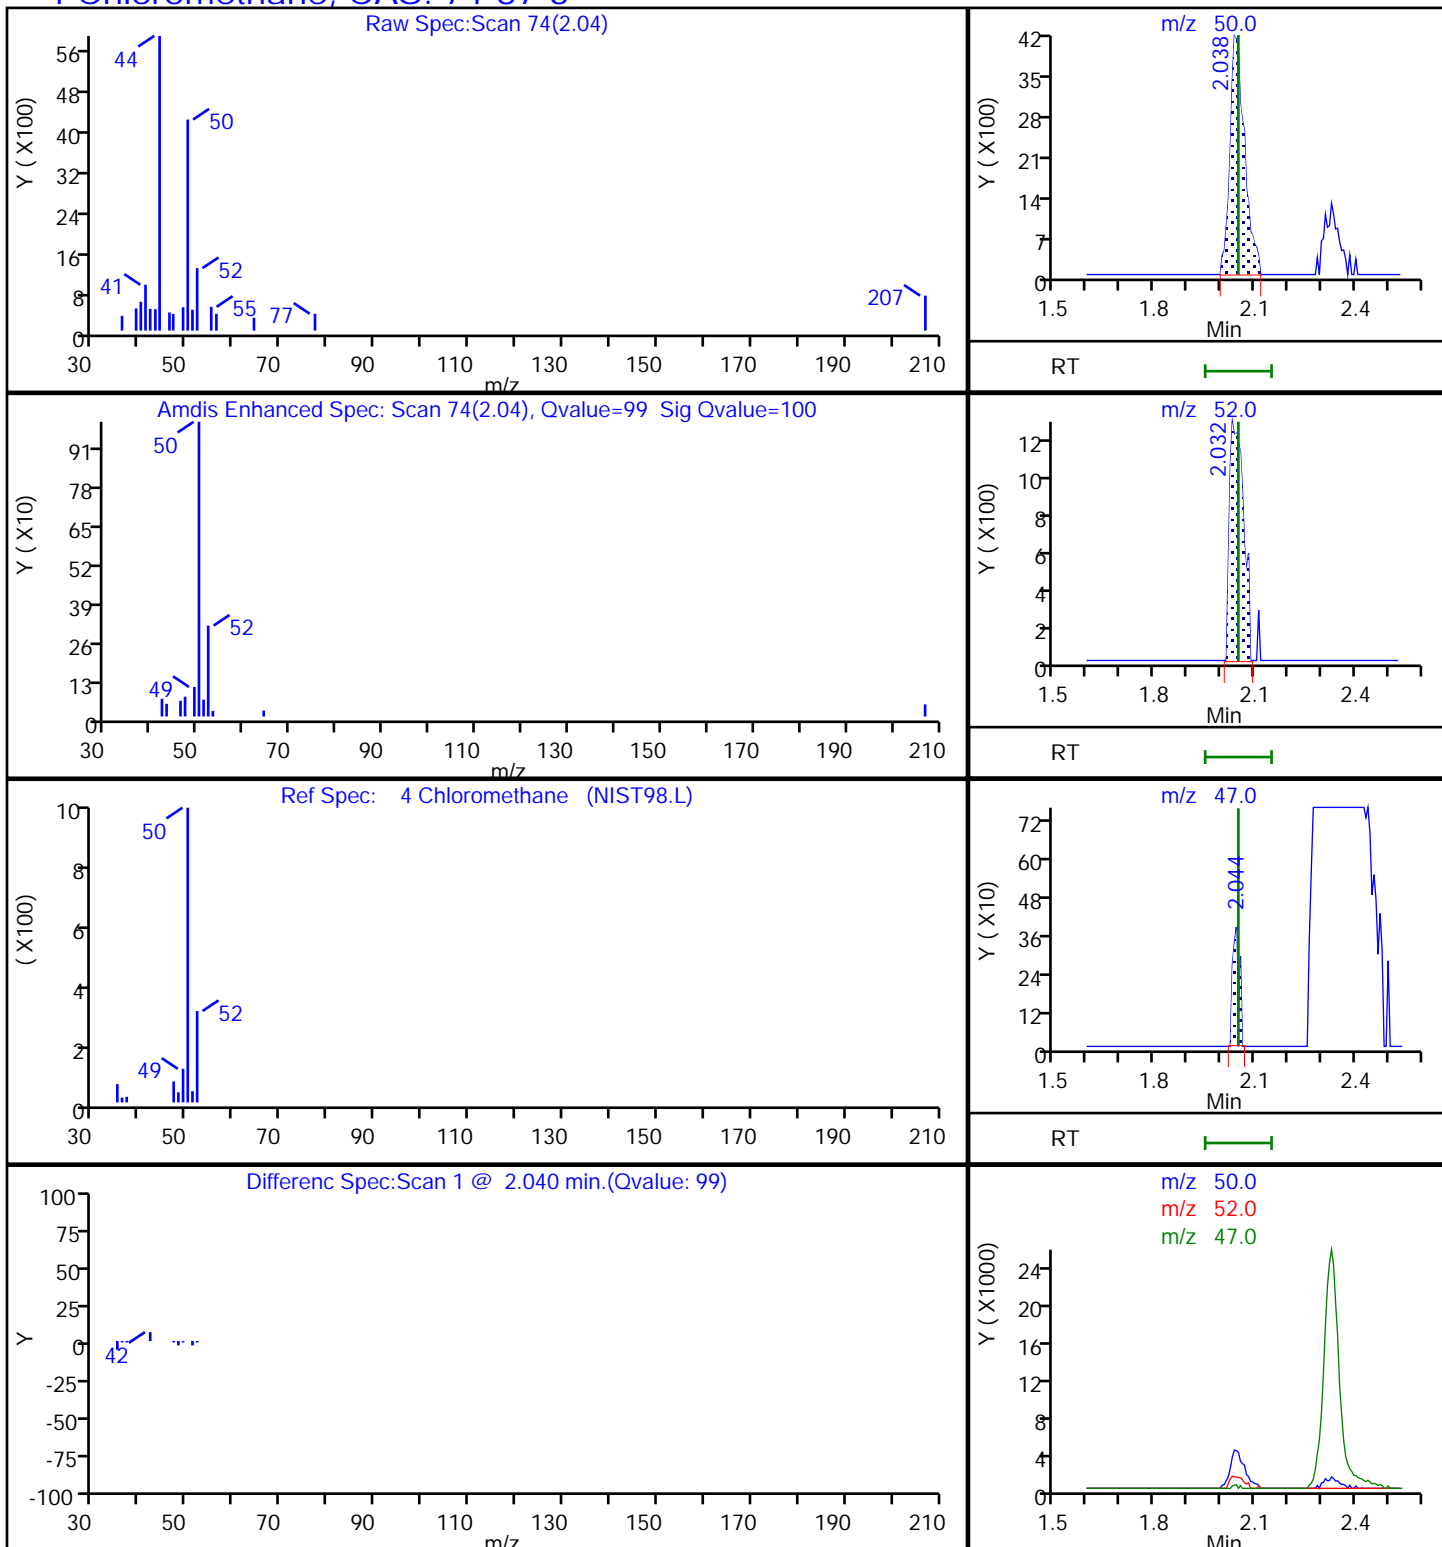 Raw Spec:Scan 74(2.04)
Y ( X100)
56
48
40
32
24
16
8
0
44
50
41
52
55
77
207
30 50 70 90 110 130 150 170 190 210
m/z
m/z 50.0
Y ( X100)
42
35
28
21
14
7
0
2.038
1.5 1.8 2.1 2.4
Min
RT
Amdis Enhanced Spec: Scan 74(2.04), Qvalue=99 Sig Qvalue=100
Y ( X10)
91
78
65
52
39
26
13
0
50
52
49
30 50 70 90 110 130 150 170 190 210
m/z
m/z 52.0
Y ( X100)
12
10
8
6
4
2
0
2.032
1.5 1.8 2.1 2.4
Min
RT
Ref Spec: 4 Chloromethane (NIST98.L)
( X100)
10
8
6
4
2
0
50
52
49
30 50 70 90 110 130 150 170 190 210
m/z 47.0
Y ( X10)
72
60
48
36
24
12
0
2.044
1.5 1.8 2.1 2.4
Min
RT
Differenc Spec:Scan 1 @ 2.040 min.(Qvalue: 99)
Y
100
75
50
25
0
-25
-50
-75
-100
42
30 50 70 90 110 130 150 170 190 210
m/z
m/z 50.0
m/z 52.0
m/z 47.0
Y ( X1000)
24
20
16
12
8
4
0
1.5 1.8 2.1 2.4
Min